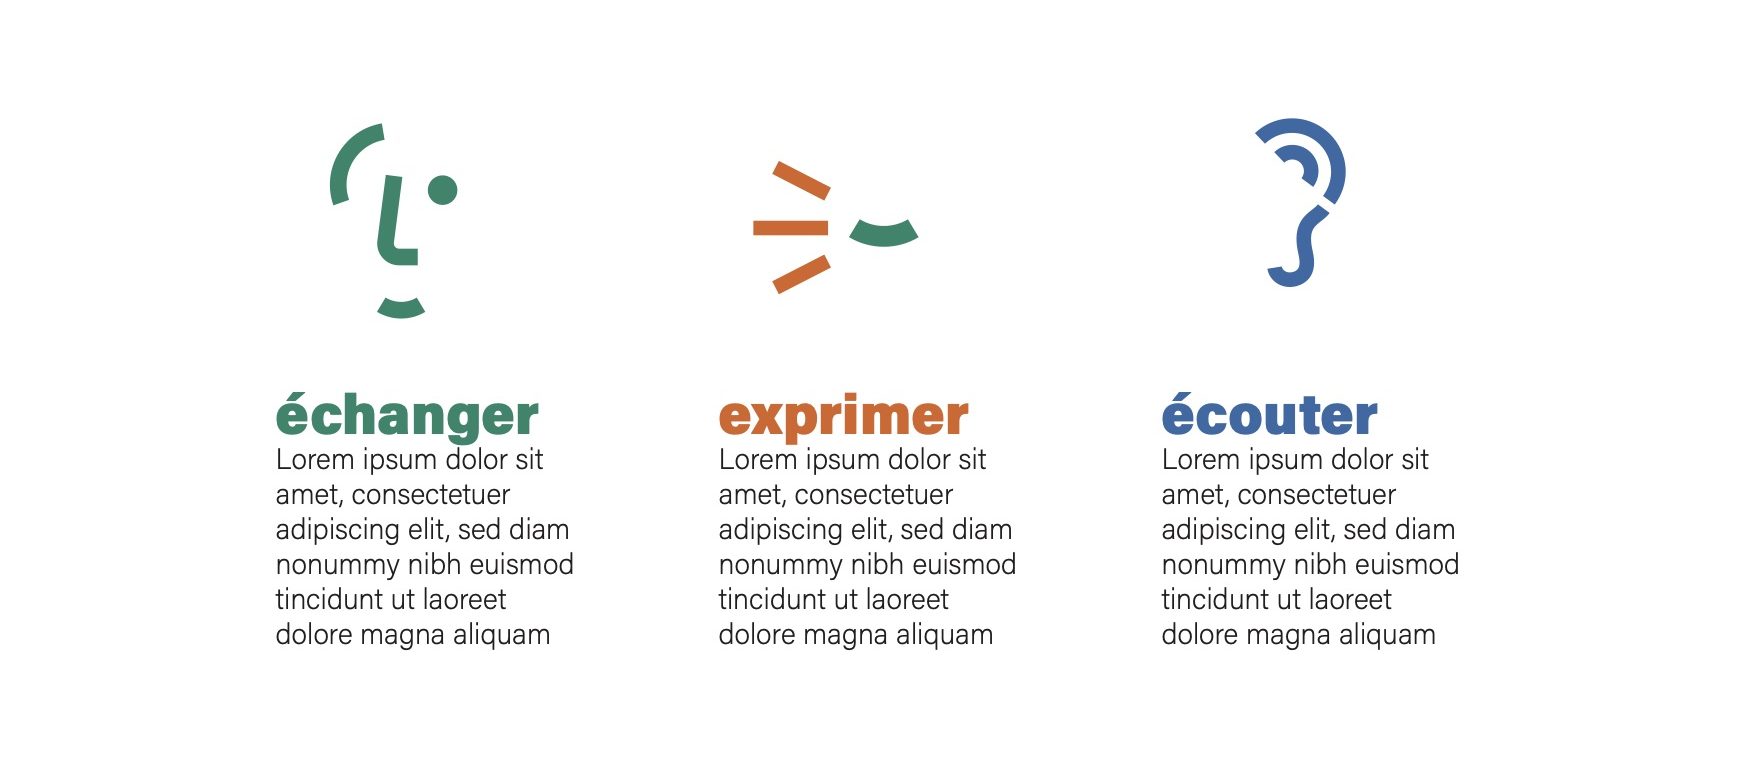 échanger
Lorem ipsum dolor sit
amet, consectetuer
adipiscing elit, sed diam
nonummy nibh euismod
tincidunt ut laoreet
dolore magna aliquam
exprimer
Lorem ipsum dolor sit
amet, consectetuer
adipiscing elit, sed diam
nonummy nibh euismod
tincidunt ut laoreet
dolore magna aliquam
écouter
Lorem ipsum dolor sit
amet, consectetuer
adipiscing elit, sed diam
nonummy nibh euismod
tincidunt ut laoreet
dolore magna aliquam